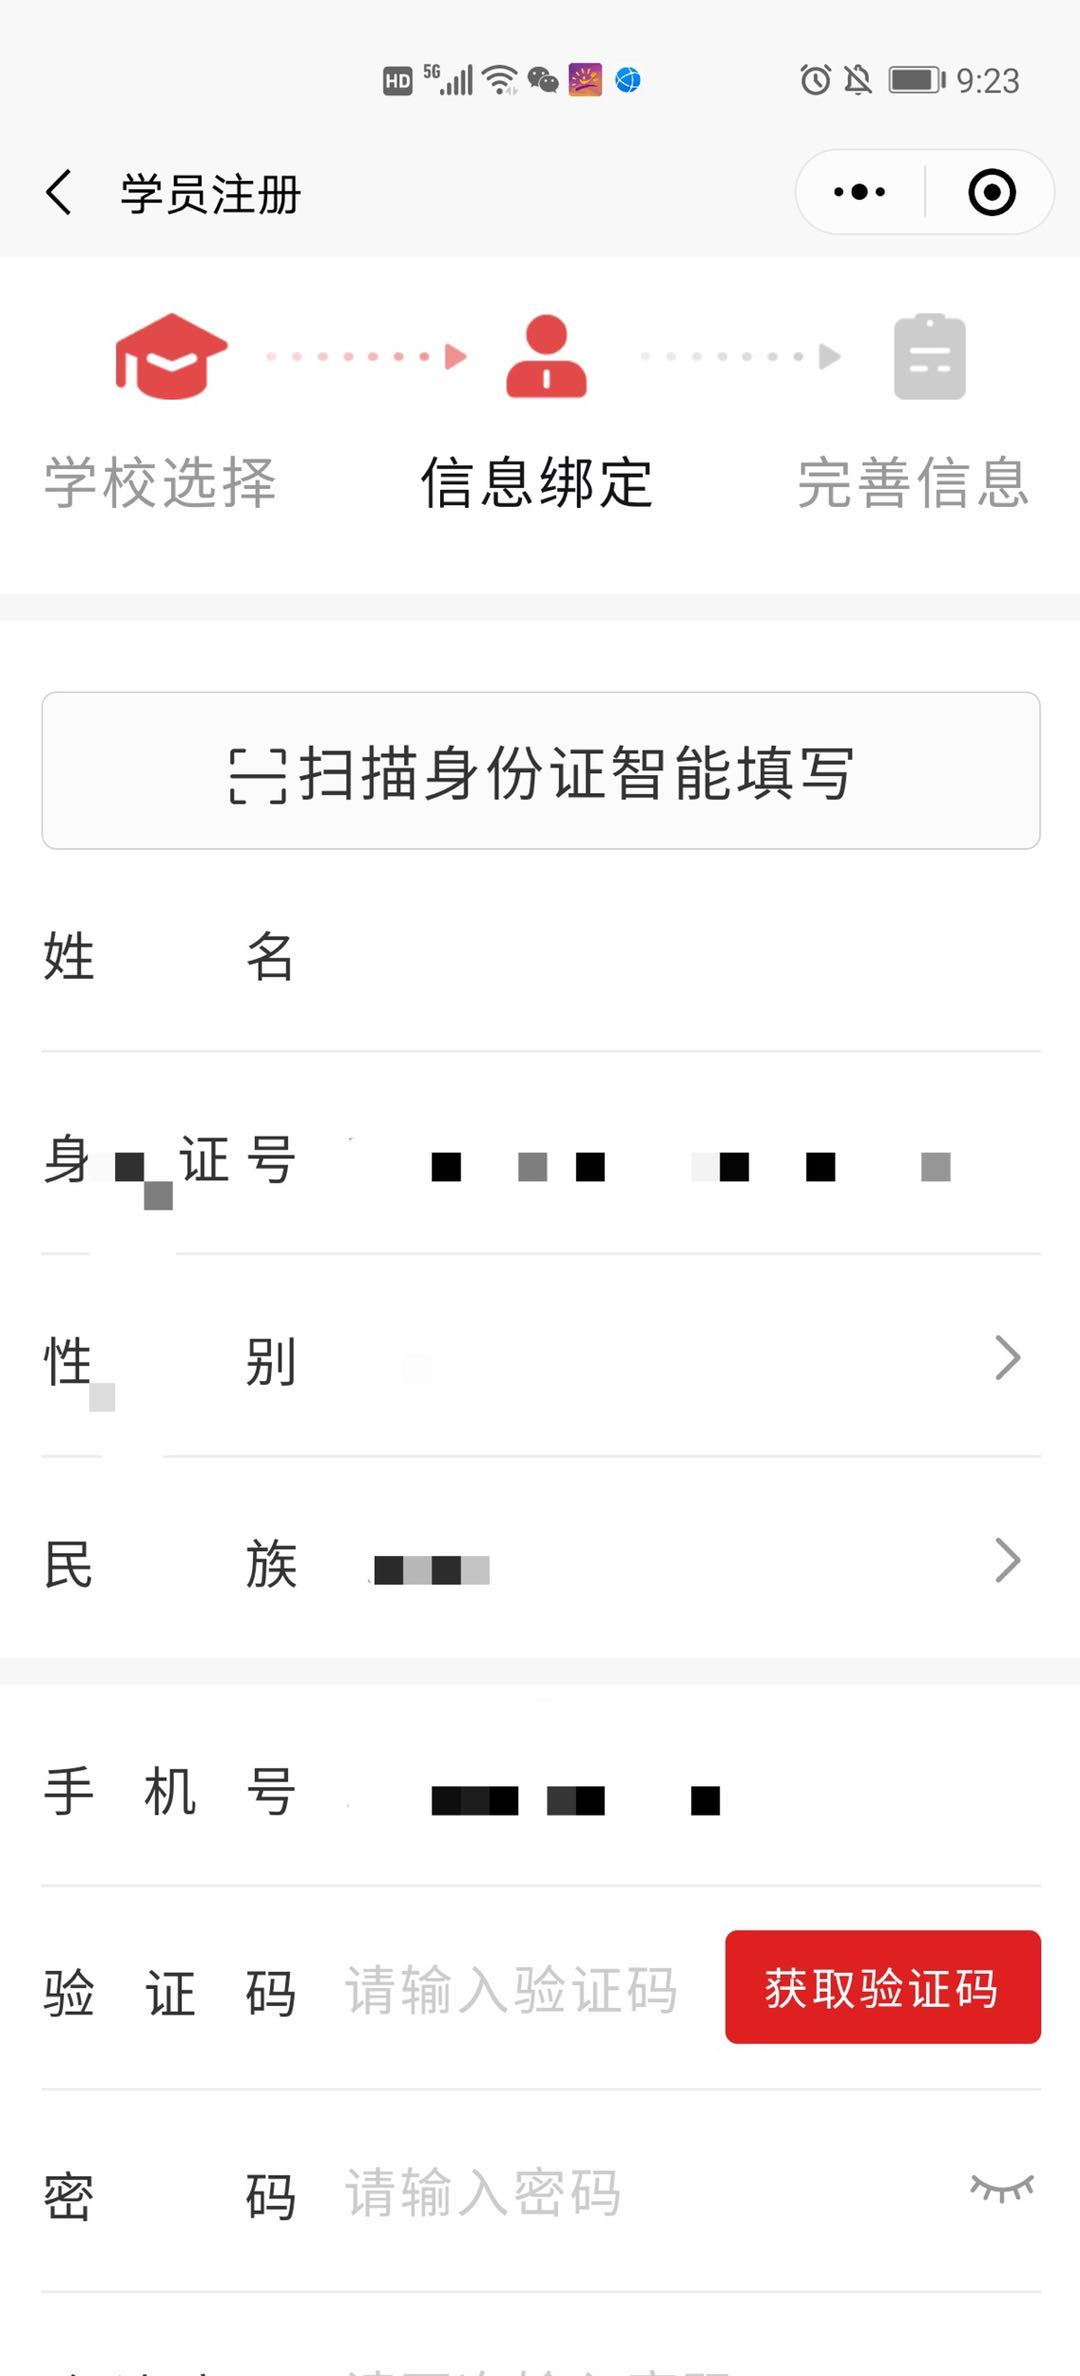 HD 5G 9:23
学员注册
学校选择 信息绑定 完善信息
扫描身份证智能填写
姓名
身 证号
性别
民族
手机号
验证码 请输入验证码 获取验证码
密码 请输入密码